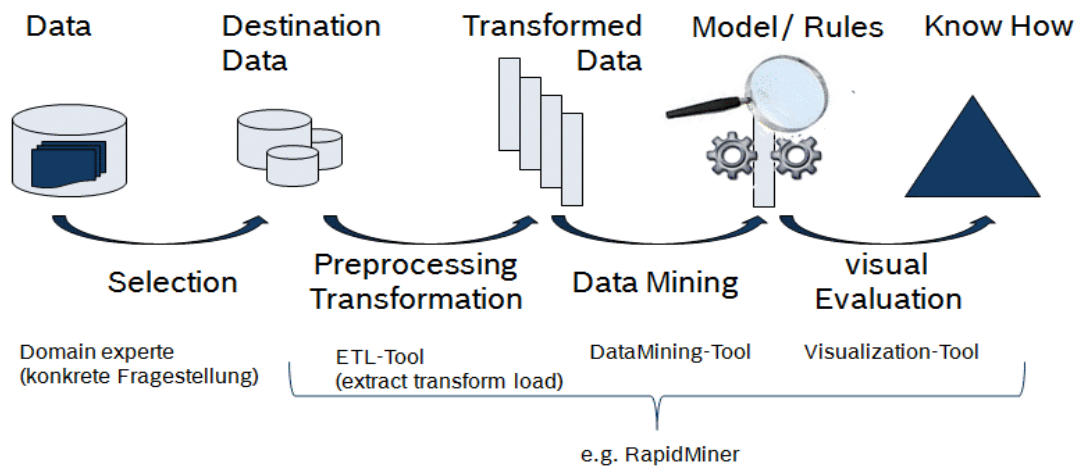 Data
Destination
Data
Transformed
Data
Model/ Rules
Know How
Selection
Preprocessing
Transformation
Data Mining
visual
Evaluation
Domain experte
(konkrete Fragestellung)
ETL-Tool
(extract transform load)
DataMining-Tool
Visualization-Tool
e.g. RapidMiner